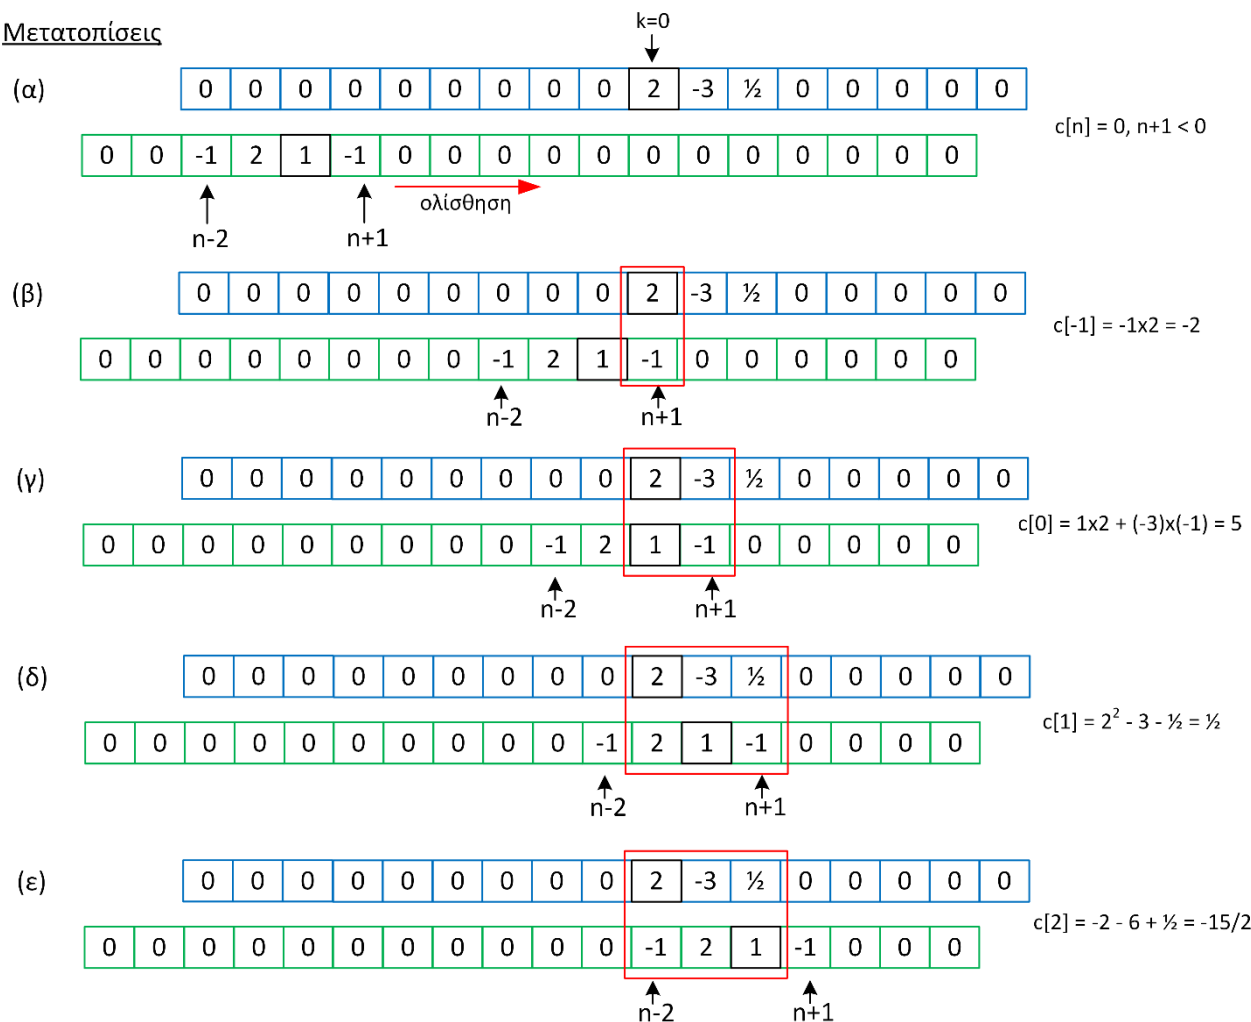 k=0
Μετατοπίσεις
(α)
0 0 0 0 0 0 0 0 0 2 -3 ½ 0 0 0 0 0
c[n] = 0, n+1 < 0
0 0 -1 2 1 -1 0 0 0 0 0 0 0 0 0 0 0 0
ολίσθηση
n-2 n+1
(β)
0 0 0 0 0 0 0 0 0 2 -3 ½ 0 0 0 0 0
c[-1] = -1x2 = -2
0 0 0 0 0 0 0 0 -1 2 1 -1 0 0 0 0 0 0
n-2 n+1
(γ)
0 0 0 0 0 0 0 0 0 2 -3 ½ 0 0 0 0 0
c[0] = 1x2 + (-3)x(-1) = 5
0 0 0 0 0 0 0 0 0 -1 2 1 -1 0 0 0 0 0
n-2 n+1
(δ)
0 0 0 0 0 0 0 0 0 2 -3 ½ 0 0 0 0 0
c[1] = 2² - 3 - ½ = ½
0 0 0 0 0 0 0 0 0 0 -1 2 1 -1 0 0 0 0
n-2 n+1
(ε)
0 0 0 0 0 0 0 0 0 2 -3 ½ 0 0 0 0 0
c[2] = -2 - 6 + ½ = -15/2
0 0 0 0 0 0 0 0 0 0 0 -1 2 1 -1 0 0 0
n-2 n+1